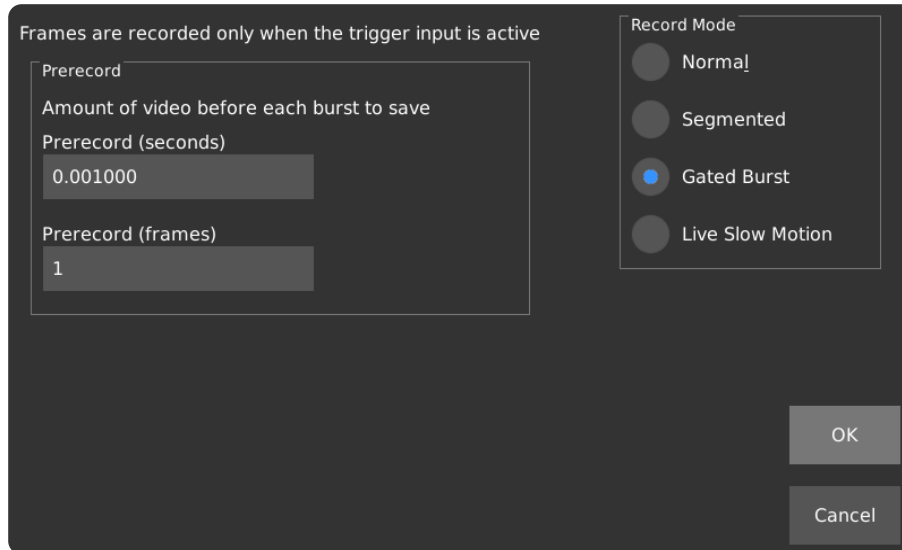 Frames are recorded only when the trigger input is active
Prerecord
Amount of video before each burst to save
Prerecord (seconds)
0.001000
Prerecord (frames)
1
Record Mode
Normal
Segmented
Gated Burst
Live Slow Motion
OK
Cancel